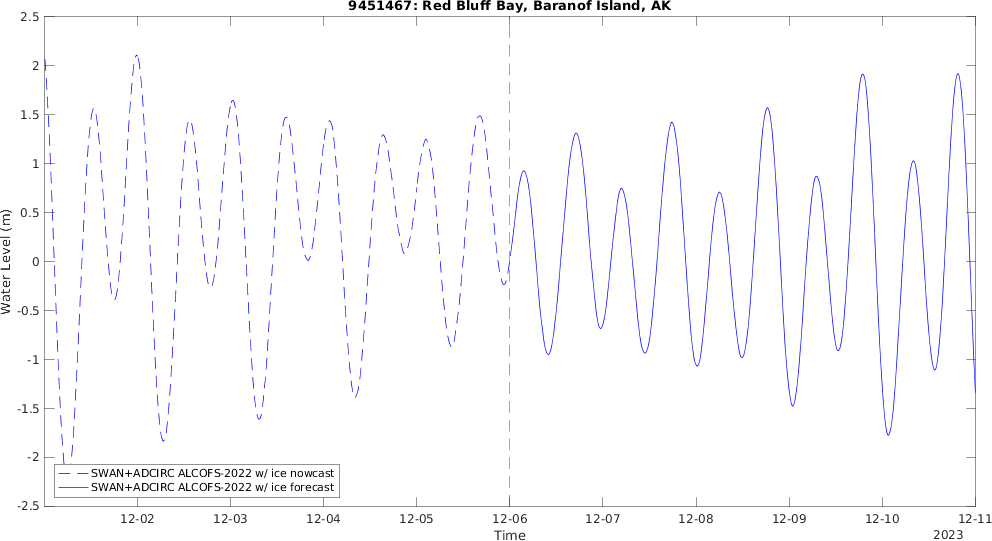 9451467: Red Bluff Bay, Baranof Island, AK
2.5
2
1.5
1
0.5
0
-0.5
-1
-1.5
-2
-2.5
Water Level (m)
SWAN+ADCIRC ALCOFS-2022 w/ ice nowcast
SWAN+ADCIRC ALCOFS-2022 w/ ice forecast
12-02 12-03 12-04 12-05 12-06 12-07 12-08 12-09 12-10 12-11
Time
2023